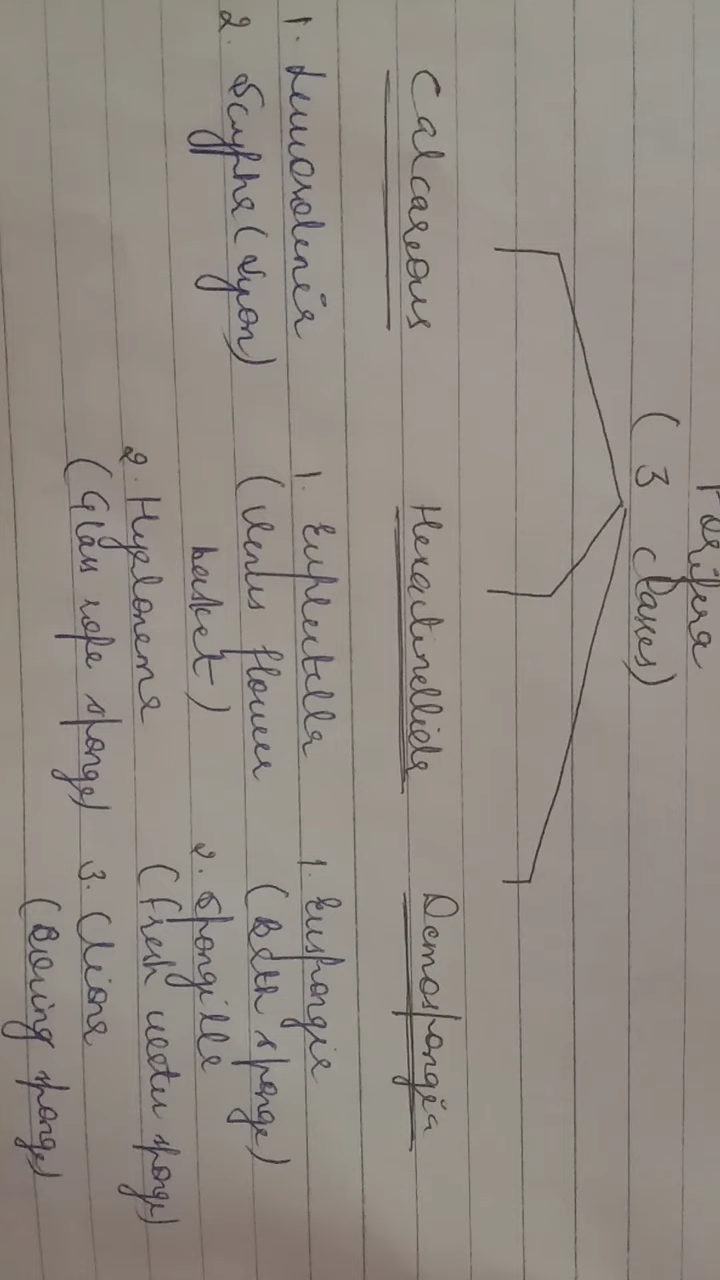 Porifera
( 3 classes)
Calcareous
1. Leucosolenia
2. Scypha (Sycon)
Hexactinellida
1. Euplectella
(Venus flower
basket)
2. Hyalonema
(Glass rope sponge)
Demospongia
1. Euspongia
(Bath sponge)
2. Spongilla
(fresh water sponge)
3. Cliona
(Boring sponge)